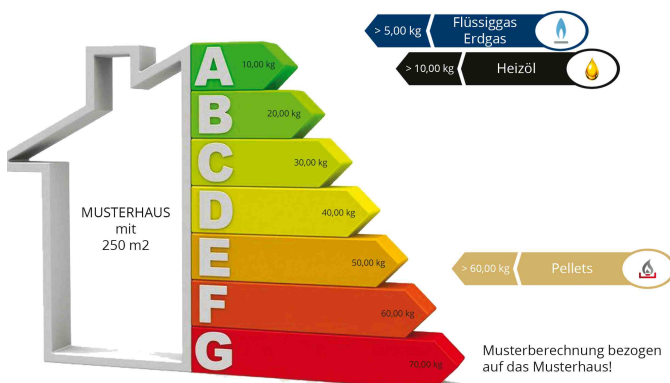 > 5,00 kg
Flüssiggas
Erdgas
> 10,00 kg
Heizöl
A
10,00 kg
B
20,00 kg
C
30,00 kg
D
40,00 kg
E
50,00 kg
F
60,00 kg
G
70,00 kg
MUSTERHAUS
mit
250 m2
> 60,00 kg
Pellets
Musterberechnung bezogen
auf das Musterhaus!